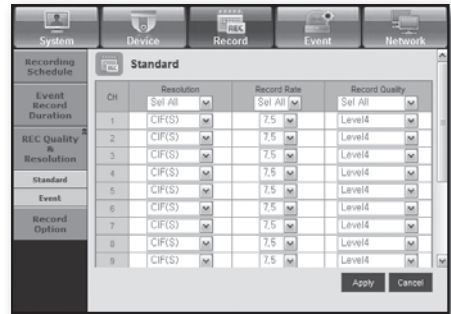 System Device Record Event Network
REC
Recording
Schedule
Event
Record
Duration
REC Quality
&
Resolution
Standard
Event
Record
Option
Standard
CH Resolution Record Rate Record Quality
Sel All Sel All Sel All
1 CIF(S) 7,5 Level4
2 CIF(S) 7,5 Level4
3 CIF(S) 7,5 Level4
4 CIF(S) 7,5 Level4
5 CIF(S) 7,5 Level4
6 CIF(S) 7,5 Level4
7 CIF(S) 7,5 Level4
8 CIF(S) 7,5 Level4
9 CIF(S) 7,5 Level4
Apply Cancel